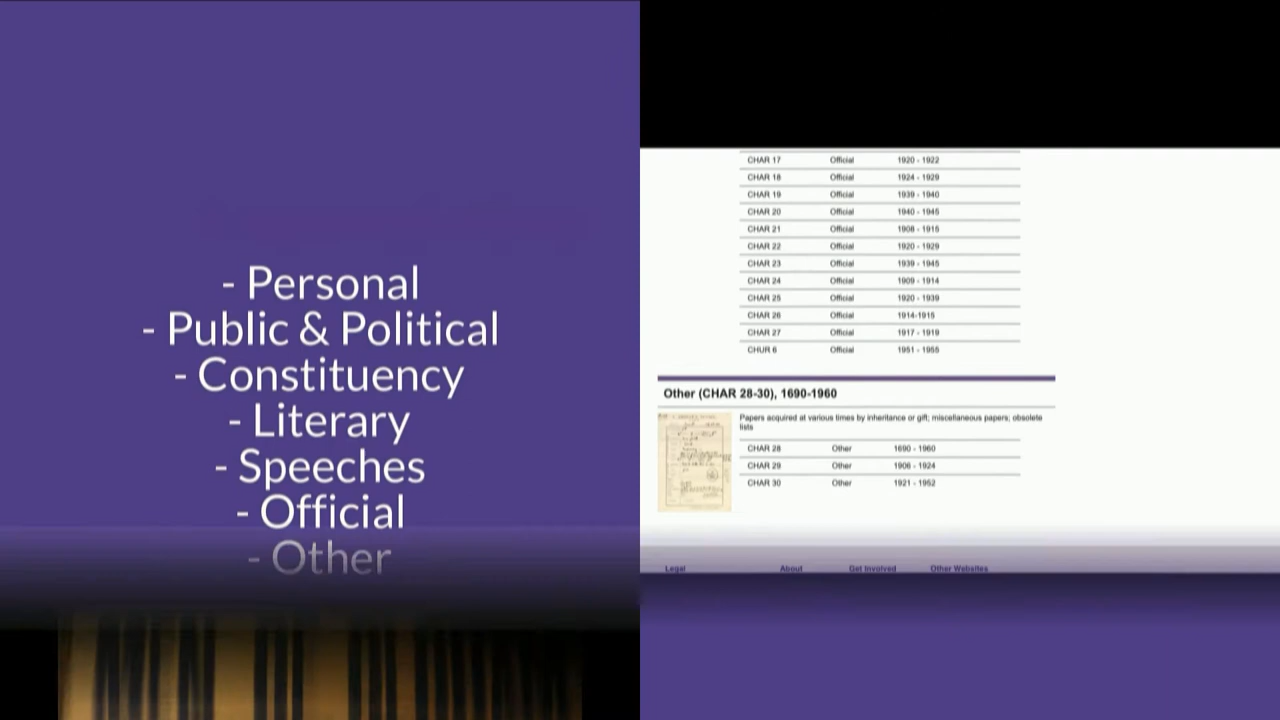 - Personal
- Public & Political
- Constituency
- Literary
- Speeches
- Official
- Other
CHAR 17 Official 1920 - 1922
CHAR 18 Official 1924 - 1929
CHAR 19 Official 1939 - 1940
CHAR 20 Official 1940 - 1945
CHAR 21 Official 1908 - 1915
CHAR 22 Official 1920 - 1929
CHAR 23 Official 1939 - 1945
CHAR 24 Official 1909 - 1914
CHAR 25 Official 1920 - 1939
CHAR 26 Official 1914-1915
CHAR 27 Official 1917 - 1919
CHUR 6 Official 1951 - 1955
Other (CHAR 28-30), 1690-1960
Papers acquired at various times by inheritance or gift; miscellaneous papers; obsolete
lists
CHAR 28 Other 1690 - 1960
CHAR 29 Other 1906 - 1924
CHAR 30 Other 1921 - 1952
Legal About Get Involved Other Websites